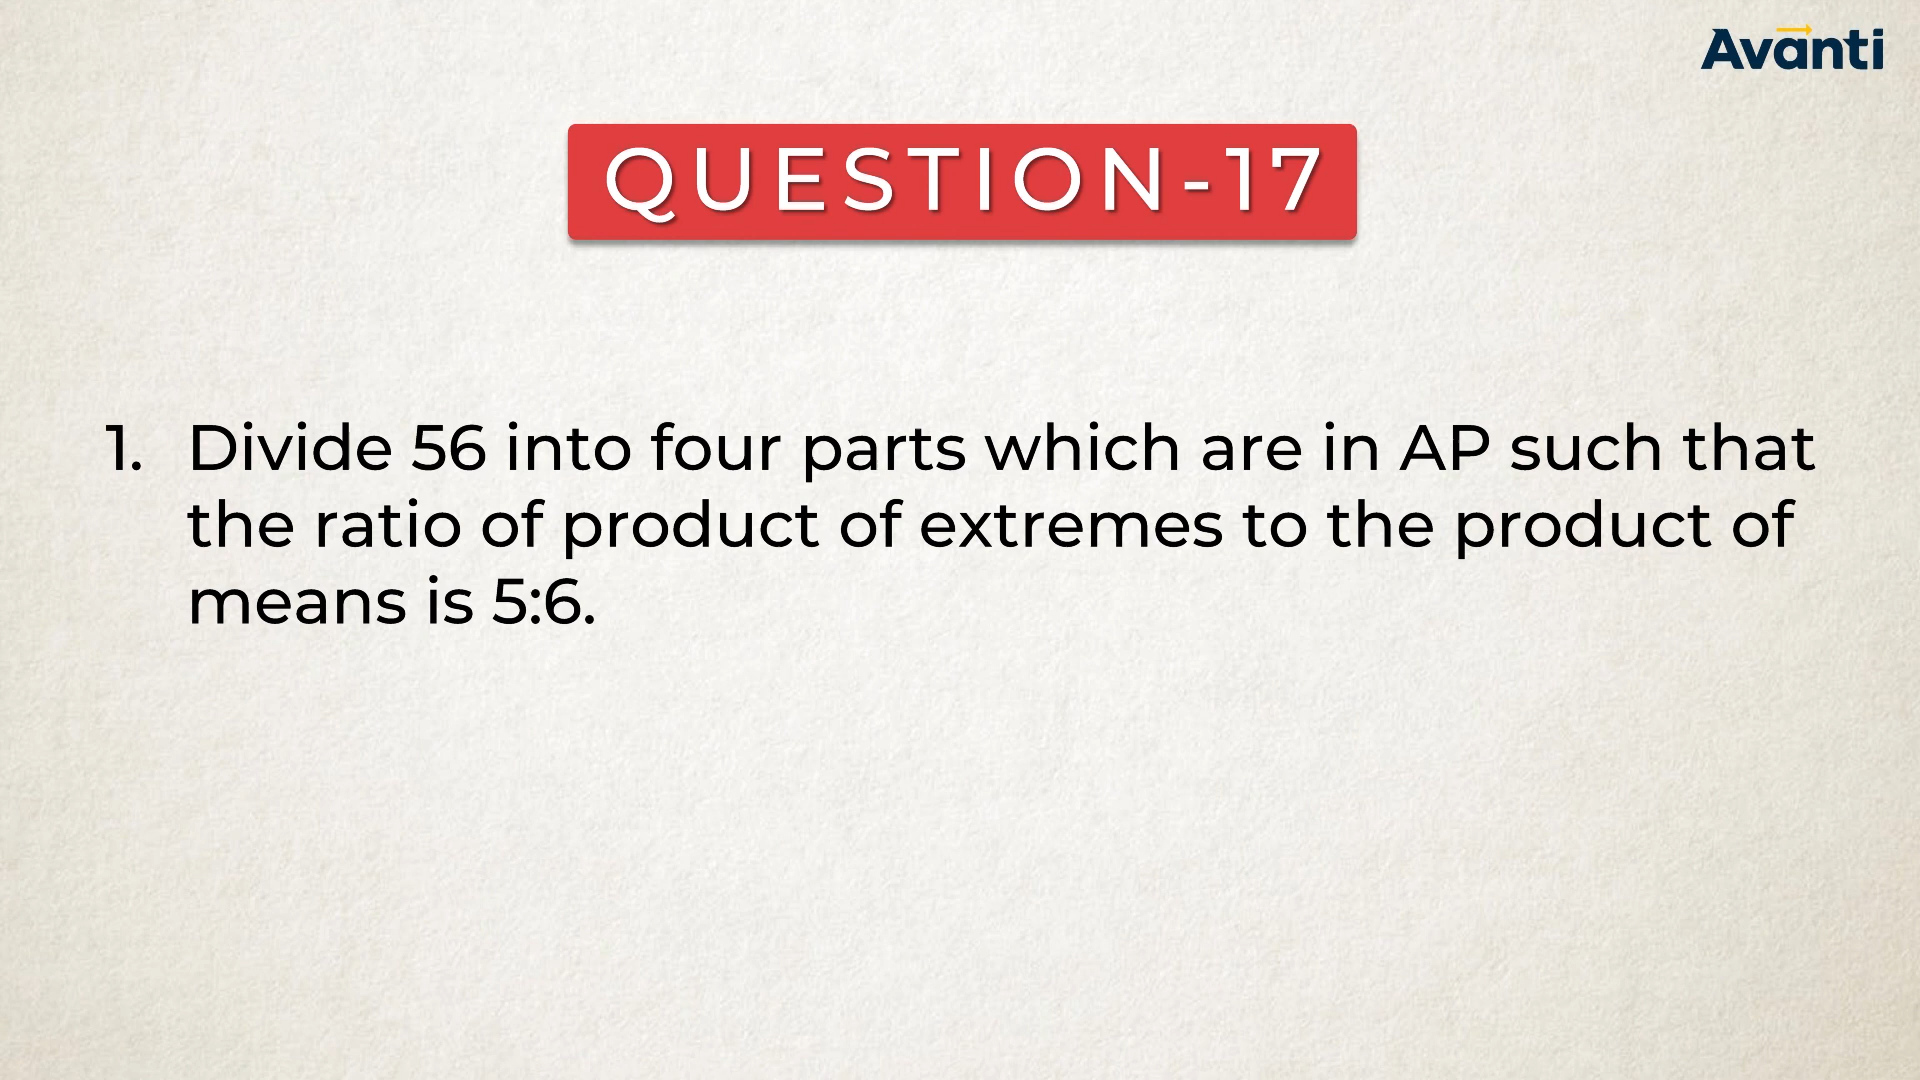 Avanti
QUESTION-17
1. Divide 56 into four parts which are in AP such that
the ratio of product of extremes to the product of
means is 5:6.